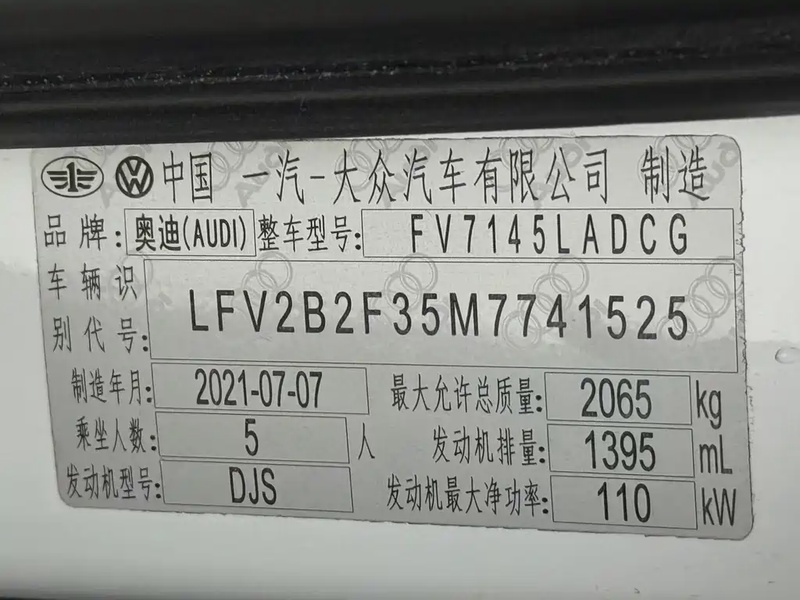 中国 一汽-大众汽车有限公司 制造
品牌: 奥迪(AUDI) 整车型号: FV7145LADCG
车辆识别代号: LFV2B2F35M7741525
制造年月: 2021-07-07 最大允许总质量: 2065 kg
乘坐人数: 5 人 发动机排量: 1395 mL
发动机型号: DJS 发动机最大净功率: 110 kW